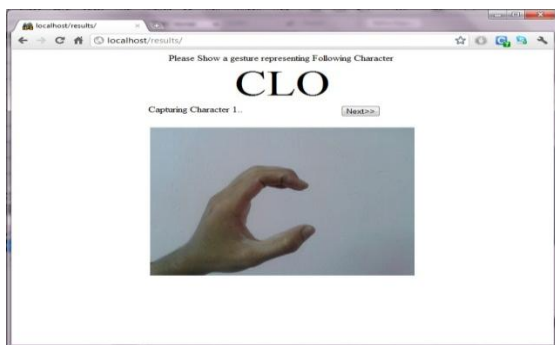 localhost/results/
localhost/results/
Please Show a gesture representing Following Character
CLO
Capturing Character 1..
Next>>